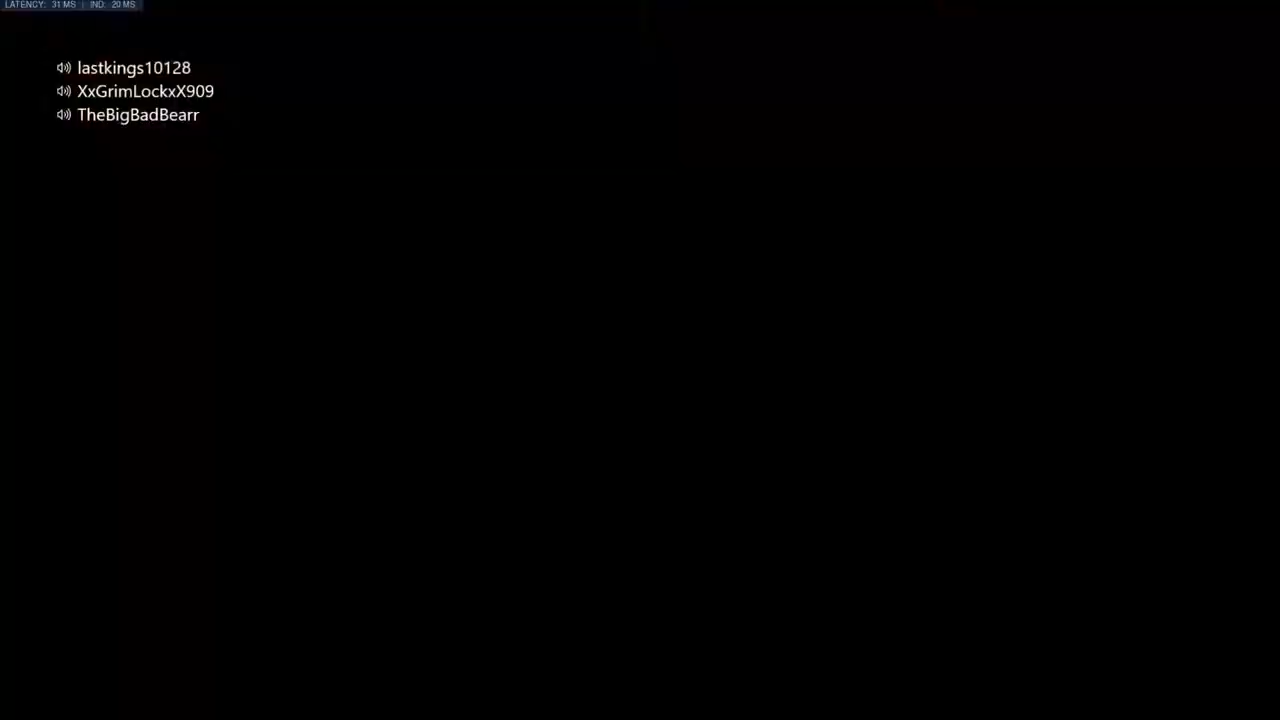 LATENCY: 31 MS | IND: 20 MS
lastkings10128
XxGrimLockxX909
TheBigBadBearr